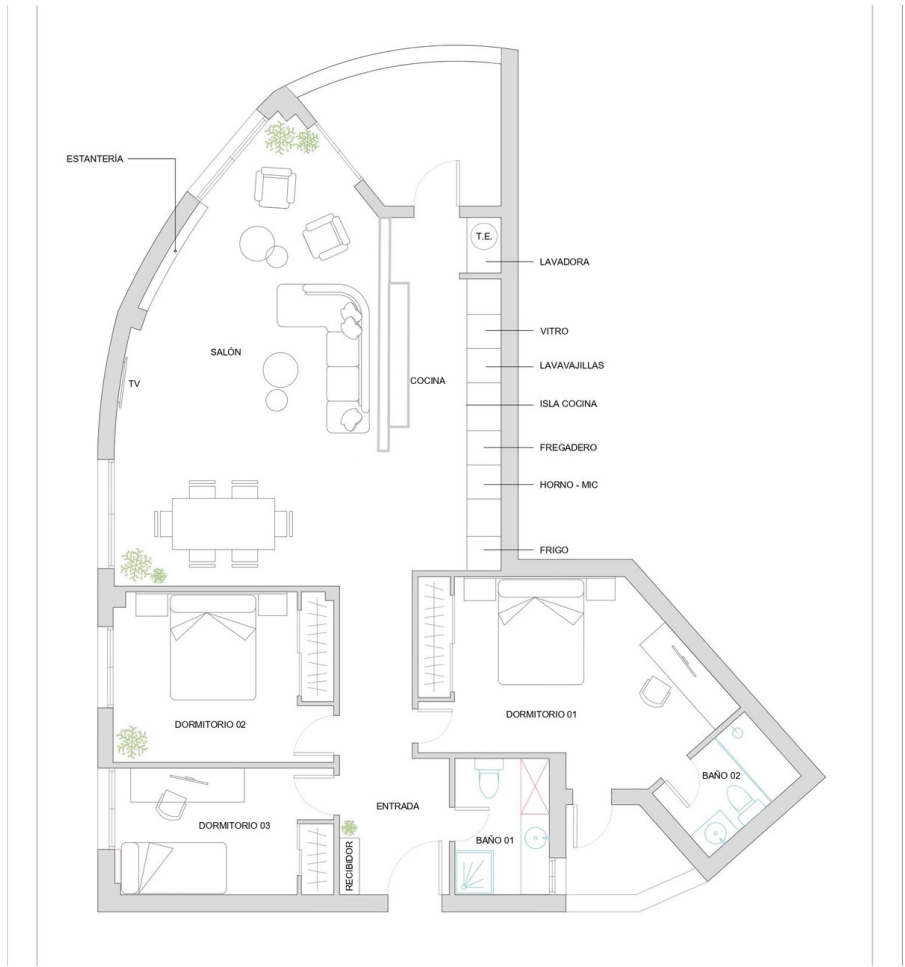 ESTANTERÍA
T.E.
LAVADORA
VITRO
SALÓN
LAVAVAJILLAS
COCINA
TV
ISLA COCINA
FREGADERO
HORNO - MIC
FRIGO
DORMITORIO 01
DORMITORIO 02
BAÑO 02
ENTRADA
DORMITORIO 03
BAÑO 01
RECIBIDOR